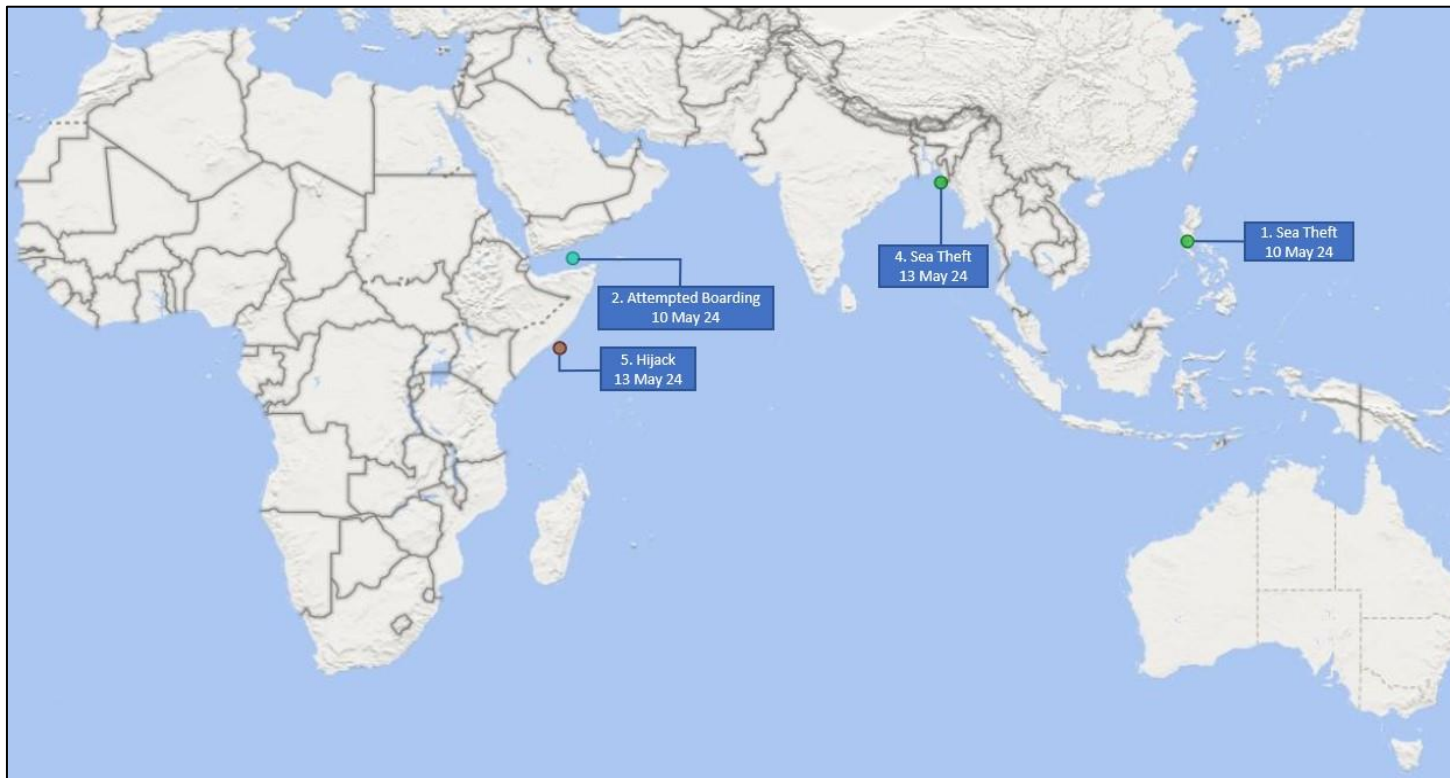 1. Sea Theft
10 May 24
4. Sea Theft
13 May 24
2. Attempted Boarding
10 May 24
5. Hijack
13 May 24